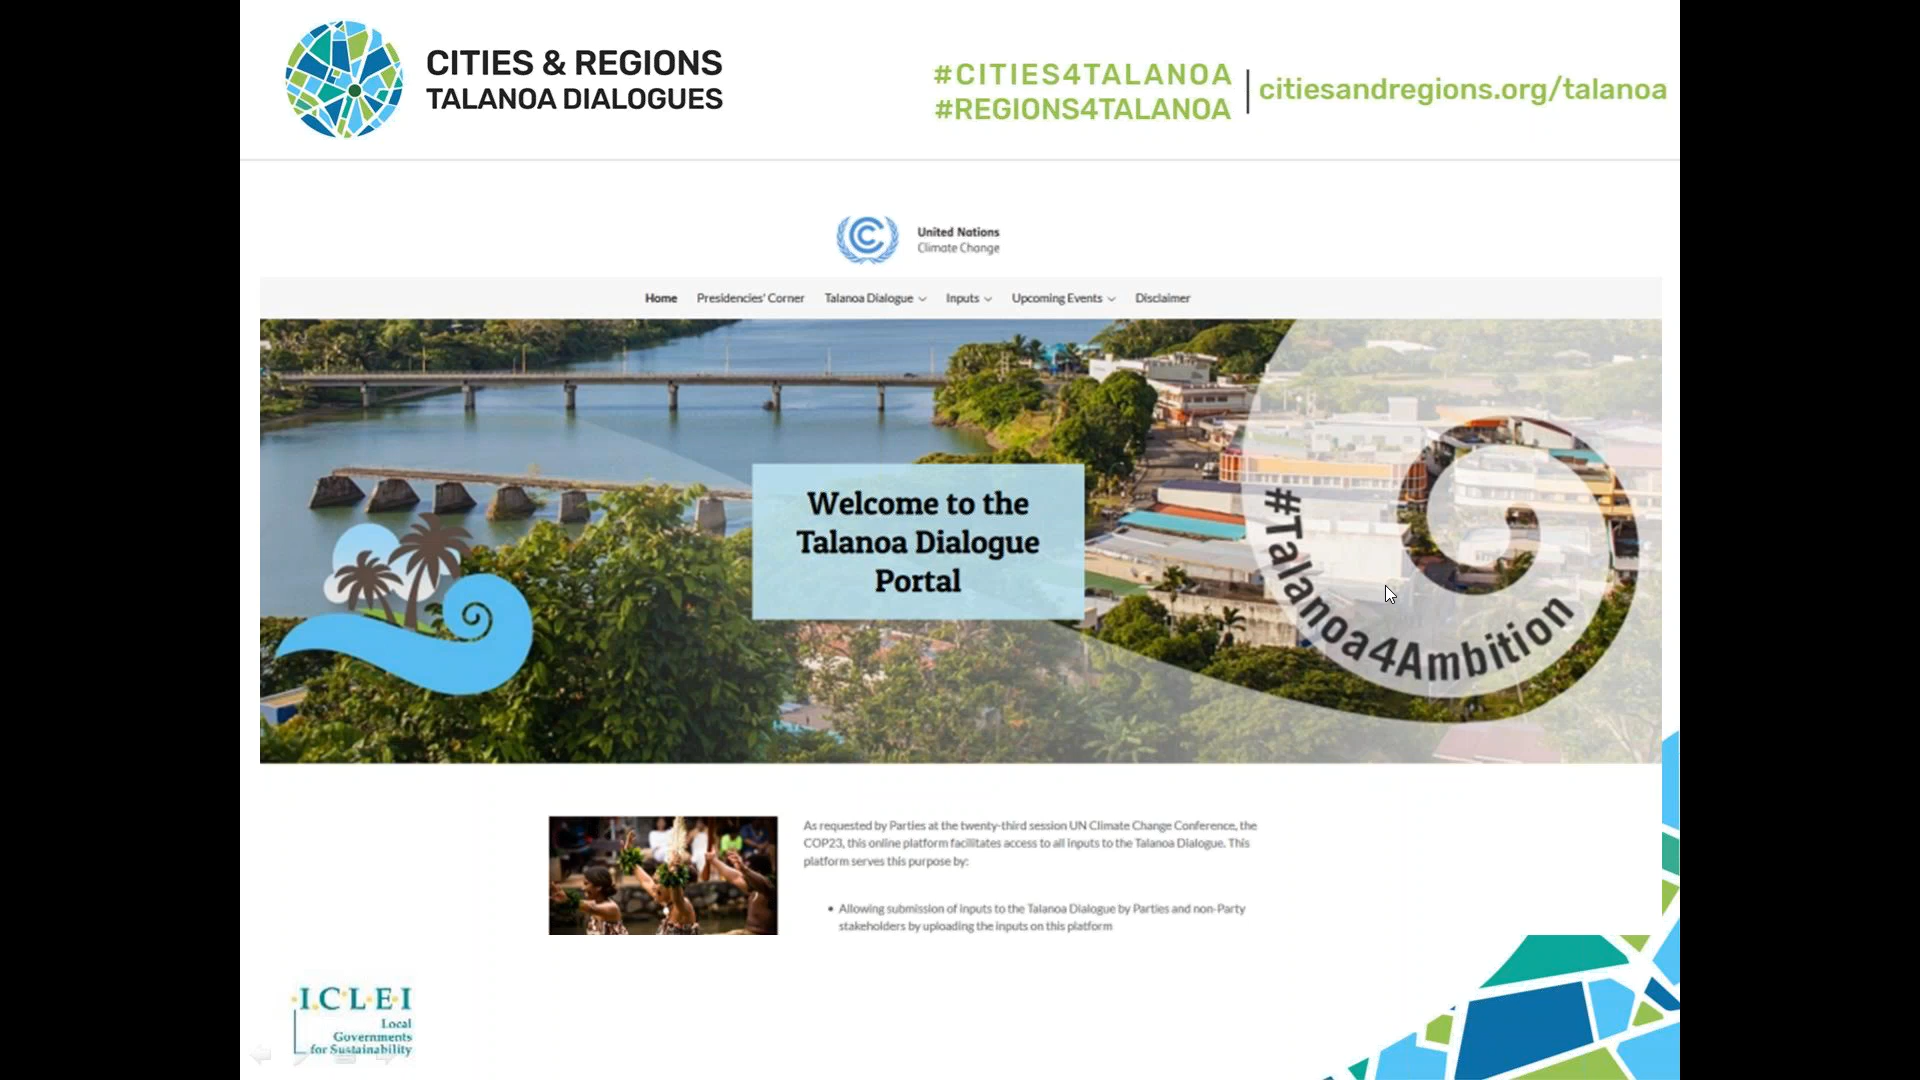 CITIES & REGIONS
TALANOA DIALOGUES
#CITIES4TALANOA
#REGIONS4TALANOA
citiesandregions.org/talanoa
United Nations
Climate Change
Home Presidencies' Corner Talanoa Dialogue Inputs Upcoming Events Disclaimer
Welcome to the
Talanoa Dialogue
Portal
#Talanoa4Ambition
As requested by Parties at the twenty-third session UN Climate Change Conference, the
COP23, this online platform facilitates access to all inputs to the Talanoa Dialogue. This
platform serves this purpose by:
• Allowing submission of inputs to the Talanoa Dialogue by Parties and non-Party
stakeholders by uploading the inputs on this platform
I.C.L.E.I
Local
Governments
for Sustainability